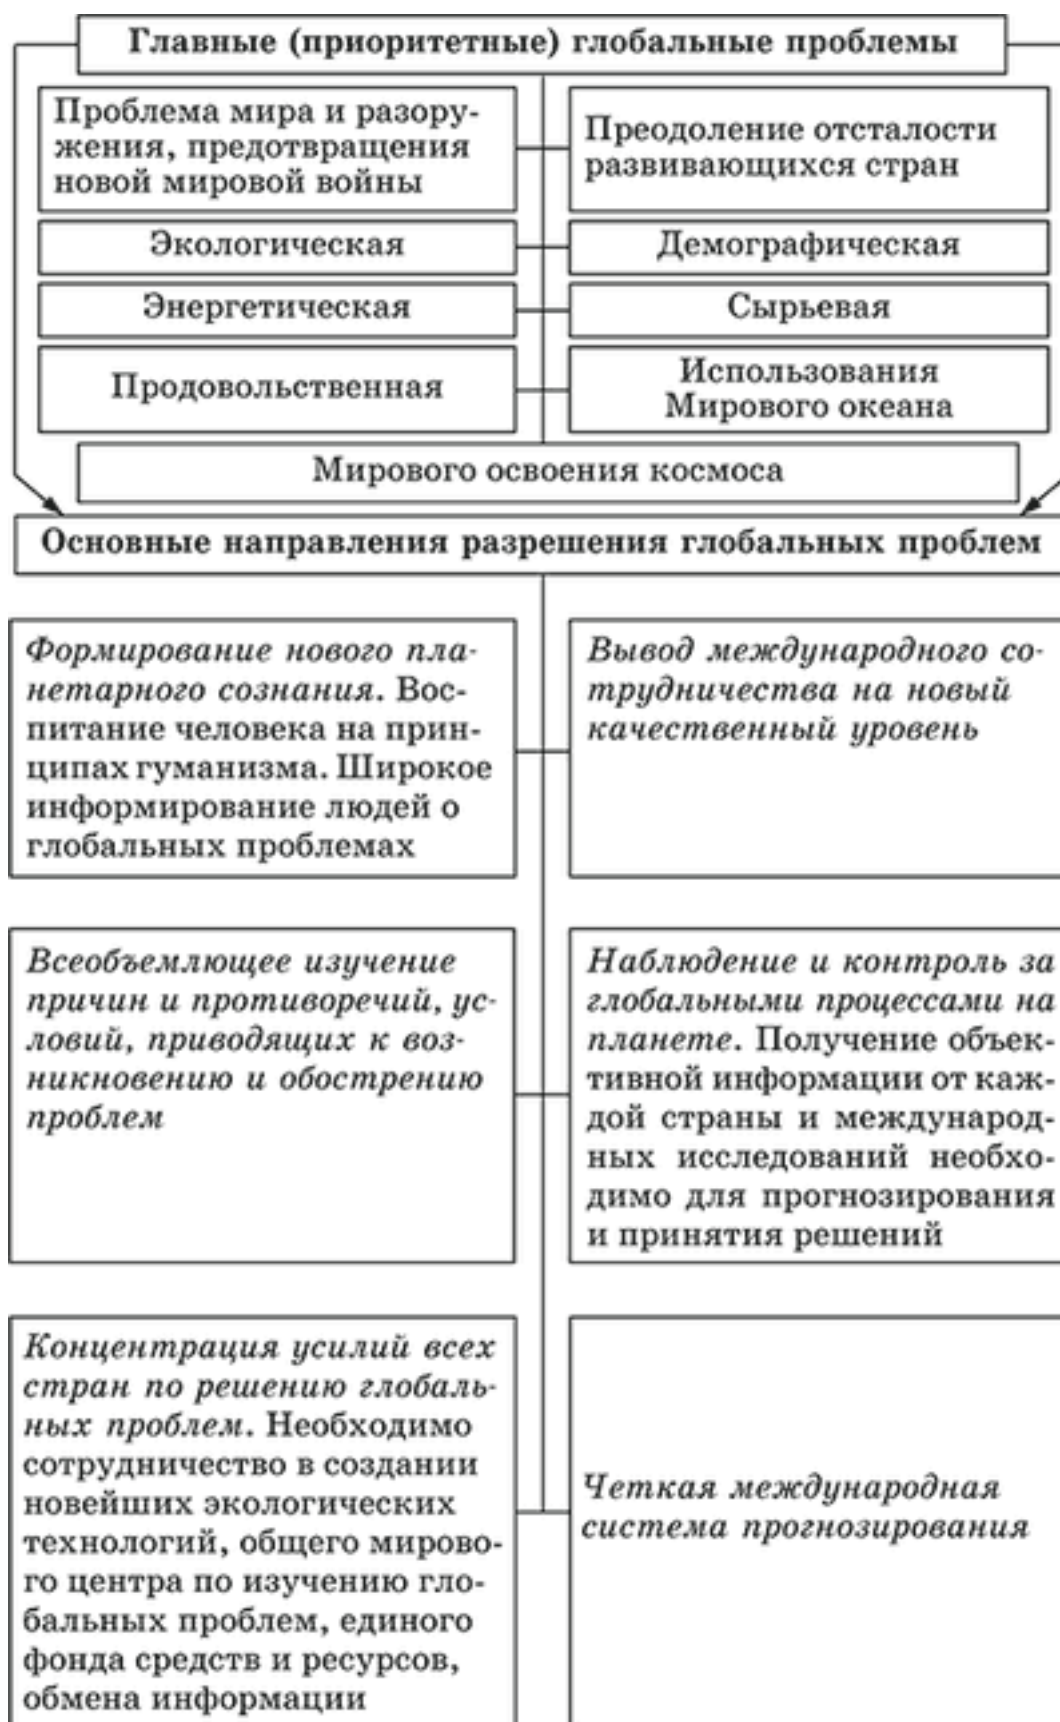 Главные (приоритетные) глобальные проблемы
Проблема мира и разору-
жения, предотвращения
новой мировой войны
Преодоление отсталости
развивающихся стран
Экологическая
Демографическая
Энергетическая
Сырьевая
Продовольственная
Использования
Мирового океана
Мирового освоения космоса
Основные направления разрешения глобальных проблем
Формирование нового пла-
нетарного сознания. Вос-
питание человека на прин-
ципах гуманизма. Широкое
информирование людей о
глобальных проблемах
Вывод международного со-
трудничества на новый
качественный уровень
Всеобъемлющее изучение
причин и противоречий, ус-
ловий, приводящих к воз-
никновению и обострению
проблем
Наблюдение и контроль за
глобальными процессами на
планете. Получение объек-
тивной информации от каж-
дой страны и международ-
ных исследований необхо-
димо для прогнозирования
и принятия решений
Концентрация усилий всех
стран по решению глобаль-
ных проблем. Необходимо
сотрудничество в создании
новейших экологических
технологий, общего мирово-
го центра по изучению гло-
бальных проблем, единого
фонда средств и ресурсов,
обмена информации
Четкая международная
система прогнозирования